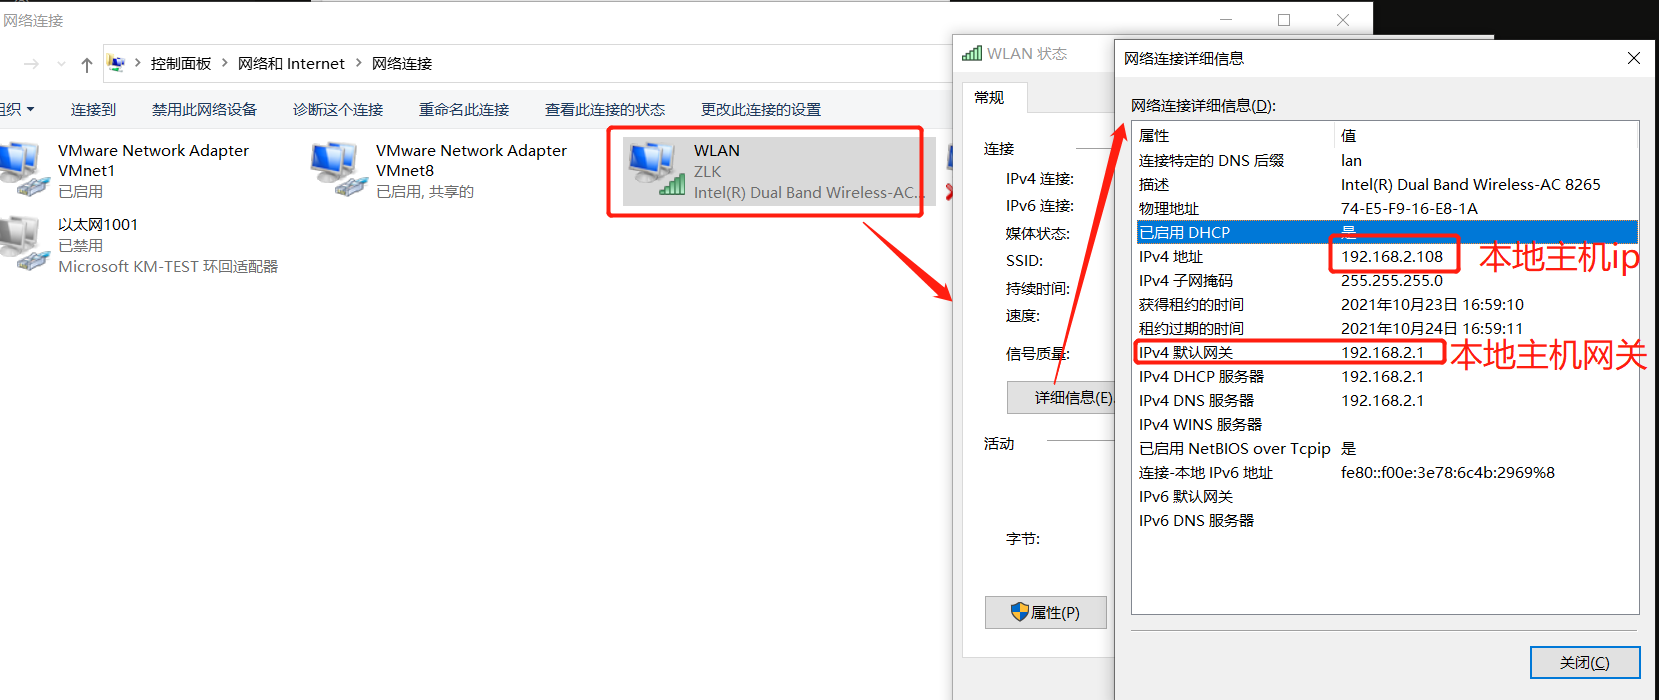 网络连接
控制面板 > 网络和 Internet > 网络连接
组织 连接到 禁用此网络设备 诊断这个连接 重命名此连接 查看此连接的状态 更改此连接的设置
VMware Network Adapter
VMnet1
已启用
VMware Network Adapter
VMnet8
已启用, 共享的
WLAN
ZLK
Intel(R) Dual Band Wireless-AC...
以太网1001
已禁用
Microsoft KM-TEST 环回适配器
WLAN 状态
常规
连接
IPv4 连接:
IPv6 连接:
媒体状态:
SSID:
持续时间:
速度:
信号质量:
详细信息(E)
活动
字节:
属性(P)
网络连接详细信息
网络连接详细信息(D):
属性 值
连接特定的 DNS 后缀 lan
描述 Intel(R) Dual Band Wireless-AC 8265
物理地址 74-E5-F9-16-E8-1A
已启用 DHCP 是
IPv4 地址 192.168.2.108 本地主机ip
IPv4 子网掩码 255.255.255.0
获得租约的时间 2021年10月23日 16:59:10
租约过期的时间 2021年10月24日 16:59:11
IPv4 默认网关 192.168.2.1 本地主机网关
IPv4 DHCP 服务器 192.168.2.1
IPv4 DNS 服务器 192.168.2.1
IPv4 WINS 服务器
已启用 NetBIOS over Tcpip 是
连接-本地 IPv6 地址 fe80::f00e:3e78:6c4b:2969%8
IPv6 默认网关
IPv6 DNS 服务器
关闭(C)